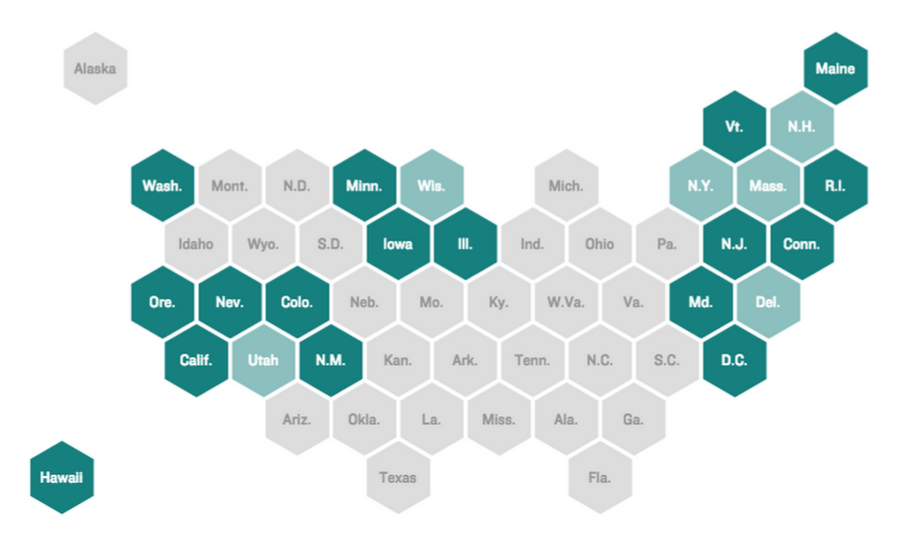 Alaska
Maine
Vt.
N.H.
Wash.
Mont.
N.D.
Minn.
Wis.
Mich.
N.Y.
Mass.
R.I.
Idaho
Wyo.
S.D.
Iowa
Ill.
Ind.
Ohio
Pa.
N.J.
Conn.
Ore.
Nev.
Colo.
Neb.
Mo.
Ky.
W.Va.
Va.
Md.
Del.
Calif.
Utah
N.M.
Kan.
Ark.
Tenn.
N.C.
S.C.
D.C.
Ariz.
Okla.
La.
Miss.
Ala.
Ga.
Hawaii
Texas
Fla.